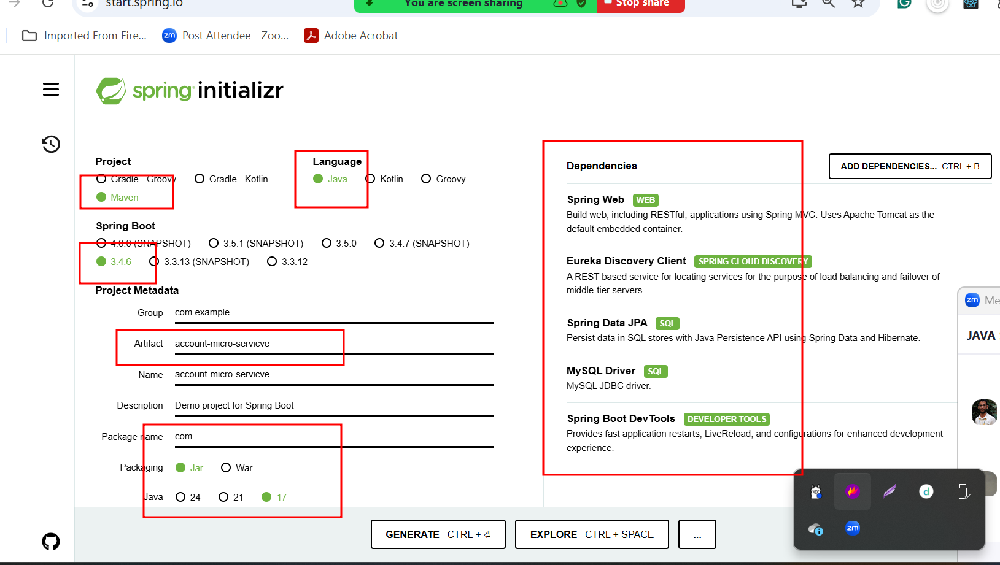 start.spring.io
You are screen sharing
Stop share
Imported From Fire...
zm
Post Attendee - Zoo...
Adobe Acrobat
spring initializr
Project
Gradle - Groovy
Gradle - Kotlin
Maven
Language
Java
Kotlin
Groovy
Spring Boot
4.0.0 (SNAPSHOT)
3.5.1 (SNAPSHOT)
3.5.0
3.4.7 (SNAPSHOT)
3.4.6
3.3.13 (SNAPSHOT)
3.3.12
Project Metadata
Group com.example
Artifact account-micro-servicve
Name account-micro-servicve
Description Demo project for Spring Boot
Package name com
Packaging Jar War
Java 24 21 17
Dependencies
ADD DEPENDENCIES... CTRL + B
Spring Web WEB
Build web, including RESTful, applications using Spring MVC. Uses Apache Tomcat as the
default embedded container.
Eureka Discovery Client SPRING CLOUD DISCOVERY
A REST based service for locating services for the purpose of load balancing and failover of
middle-tier servers.
Spring Data JPA SQL
Persist data in SQL stores with Java Persistence API using Spring Data and Hibernate.
MySQL Driver SQL
MySQL JDBC driver.
Spring Boot DevTools DEVELOPER TOOLS
Provides fast application restarts, LiveReload, and configurations for enhanced development
experience.
GENERATE CTRL + ⏎
EXPLORE CTRL + SPACE
...
zm Me
JAVA
d
zm